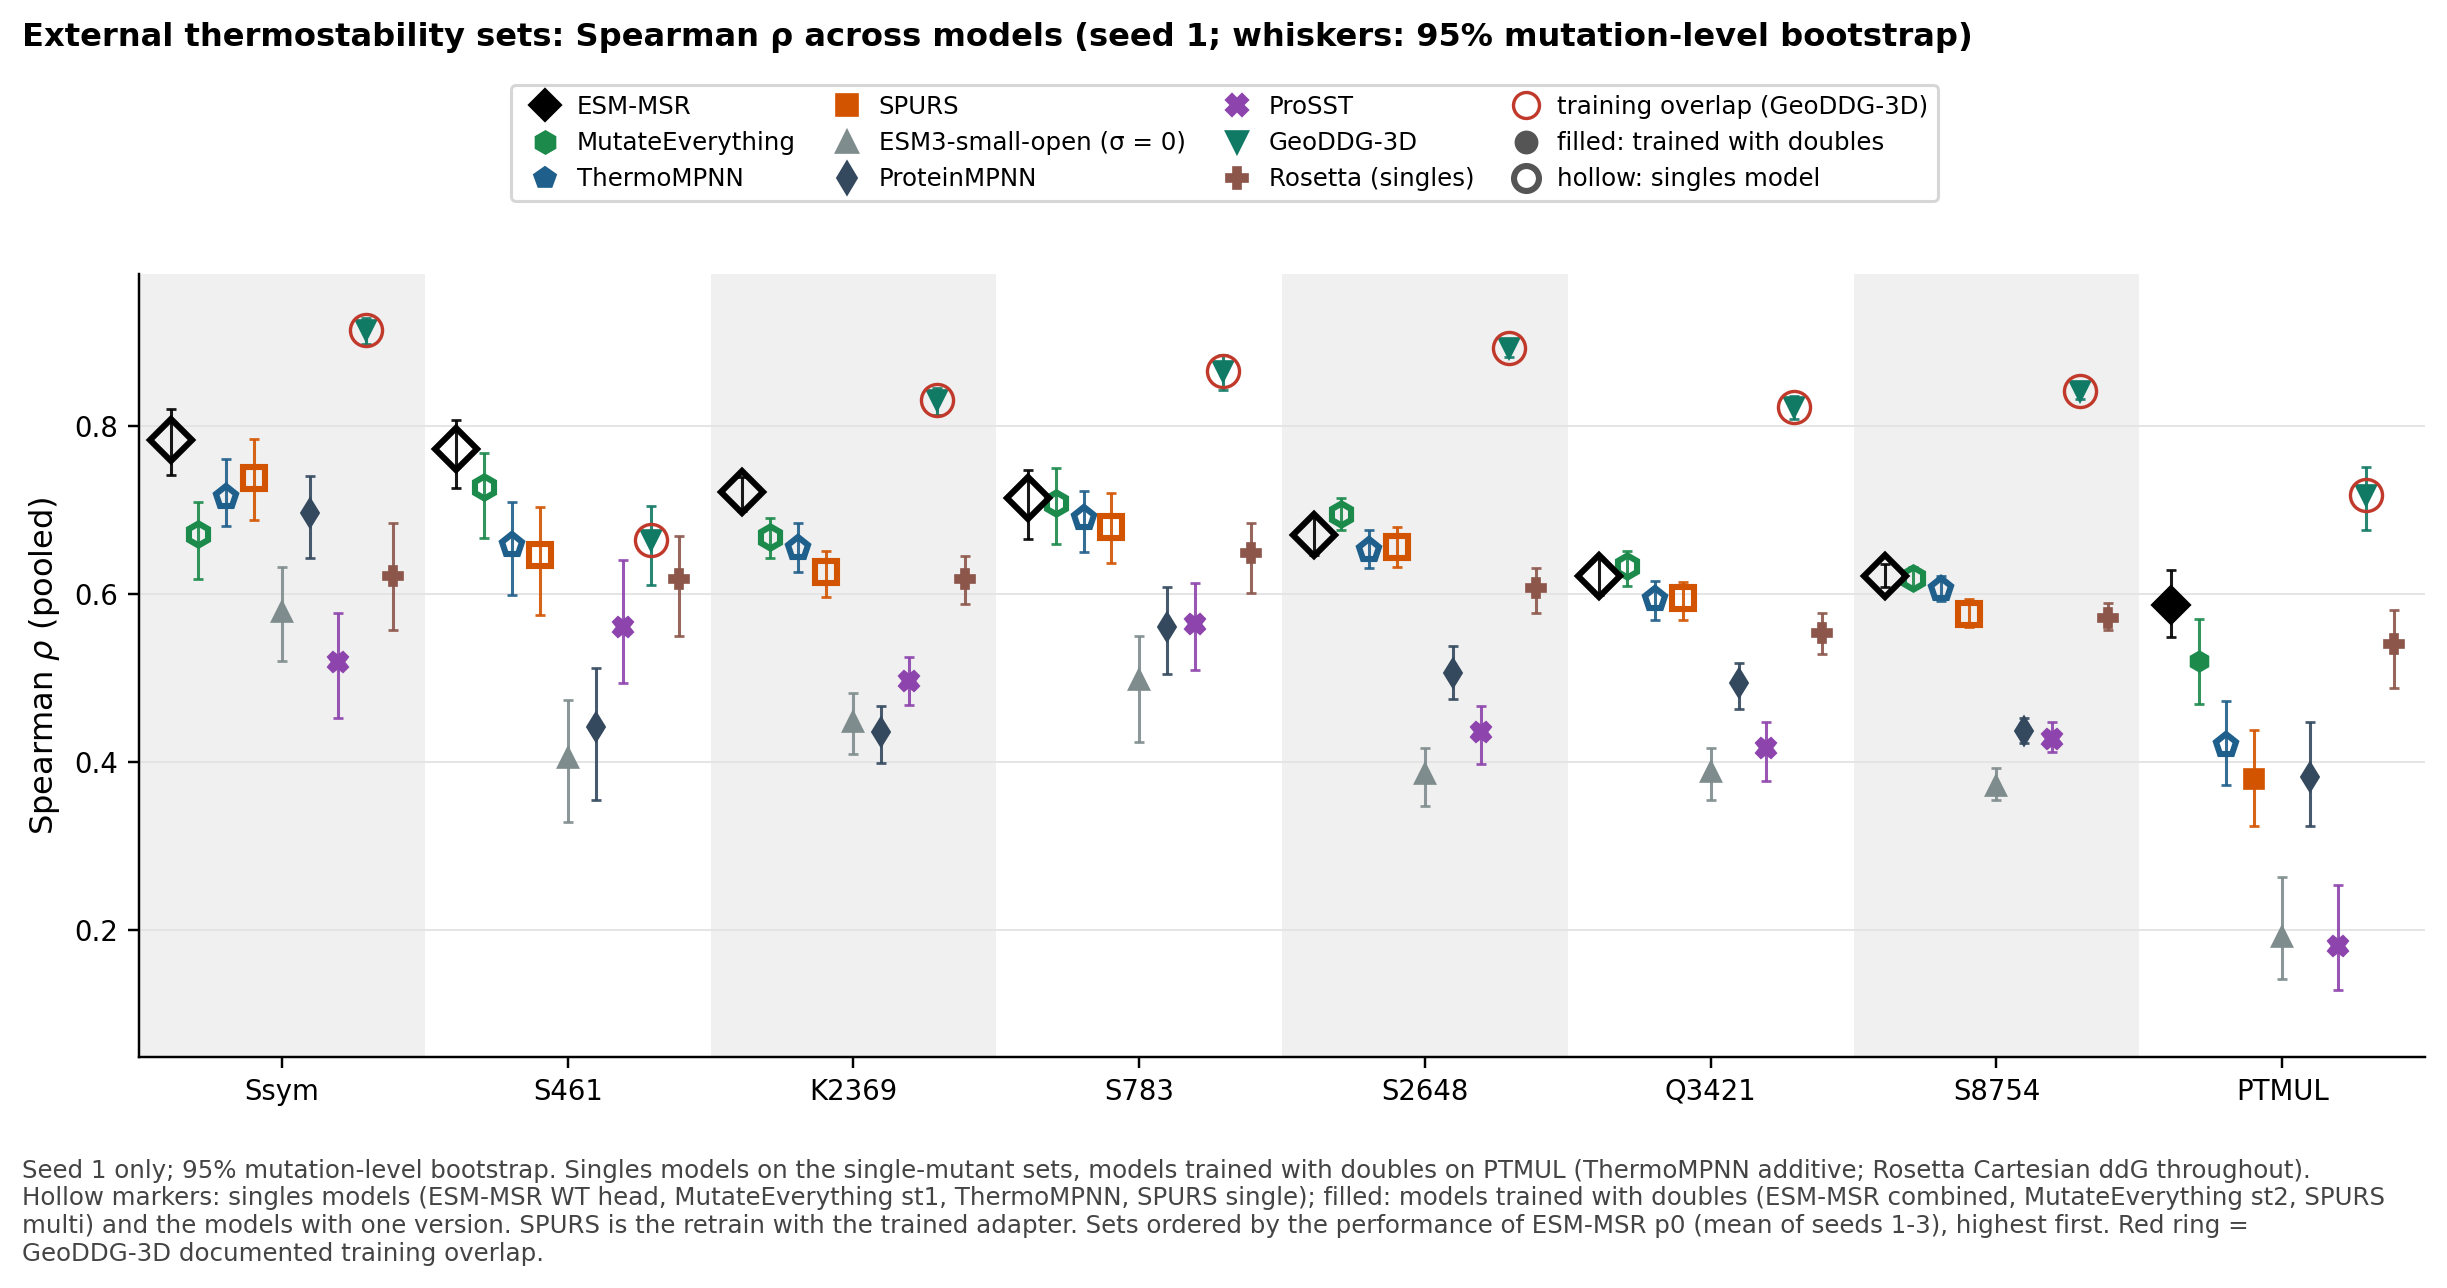 External thermostability sets: Spearman ρ across models (seed 1; whiskers: 95% mutation-level bootstrap)
ESM-MSR
MutateEverything
ThermoMPNN
SPURS
ESM3-small-open (σ = 0)
ProteinMPNN
ProSST
GeoDDG-3D
Rosetta (singles)
training overlap (GeoDDG-3D)
filled: trained with doubles
hollow: singles model
Spearman ρ (pooled)
0.8
0.6
0.4
0.2
Ssym
S461
K2369
S783
S2648
Q3421
S8754
PTMUL
Seed 1 only; 95% mutation-level bootstrap. Singles models on the single-mutant sets, models trained with doubles on PTMUL (ThermoMPNN additive; Rosetta Cartesian ddG throughout).
Hollow markers: singles models (ESM-MSR WT head, MutateEverything st1, ThermoMPNN, SPURS single); filled: models trained with doubles (ESM-MSR combined, MutateEverything st2, SPURS
multi) and the models with one version. SPURS is the retrain with the trained adapter. Sets ordered by the performance of ESM-MSR p0 (mean of seeds 1-3), highest first. Red ring =
GeoDDG-3D documented training overlap.